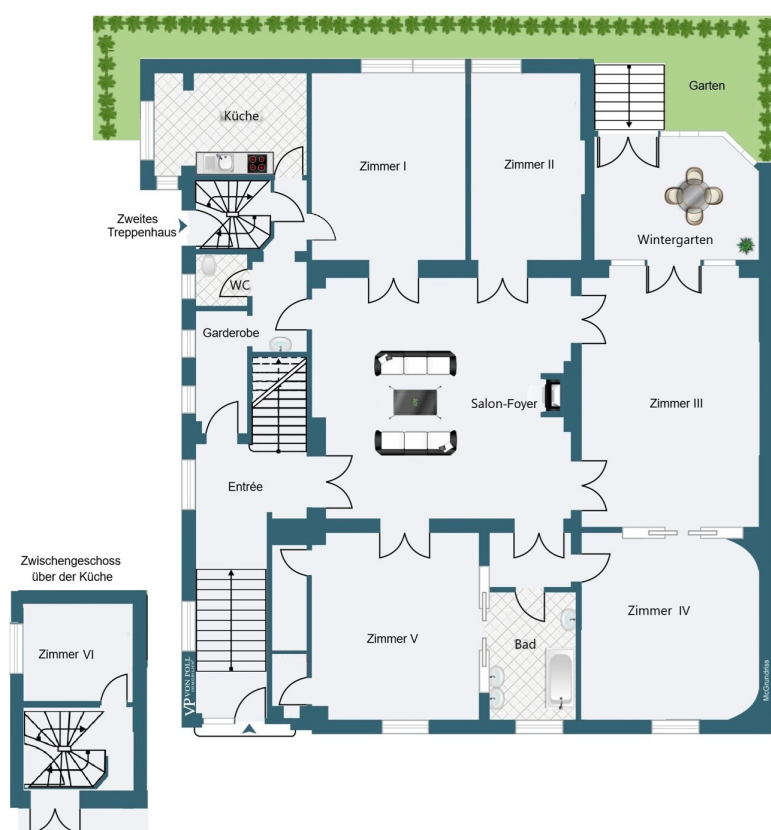 Garten
Küche
Zimmer I
Zimmer II
Zweites
Treppenhaus
Wintergarten
WC
Garderobe
Salon-Foyer
Zimmer III
Entrée
Zwischengeschoss
über der Küche
Zimmer VI
Zimmer V
Bad
Zimmer IV
VP VON POLL
IMMOBILIEN
McGrundriss